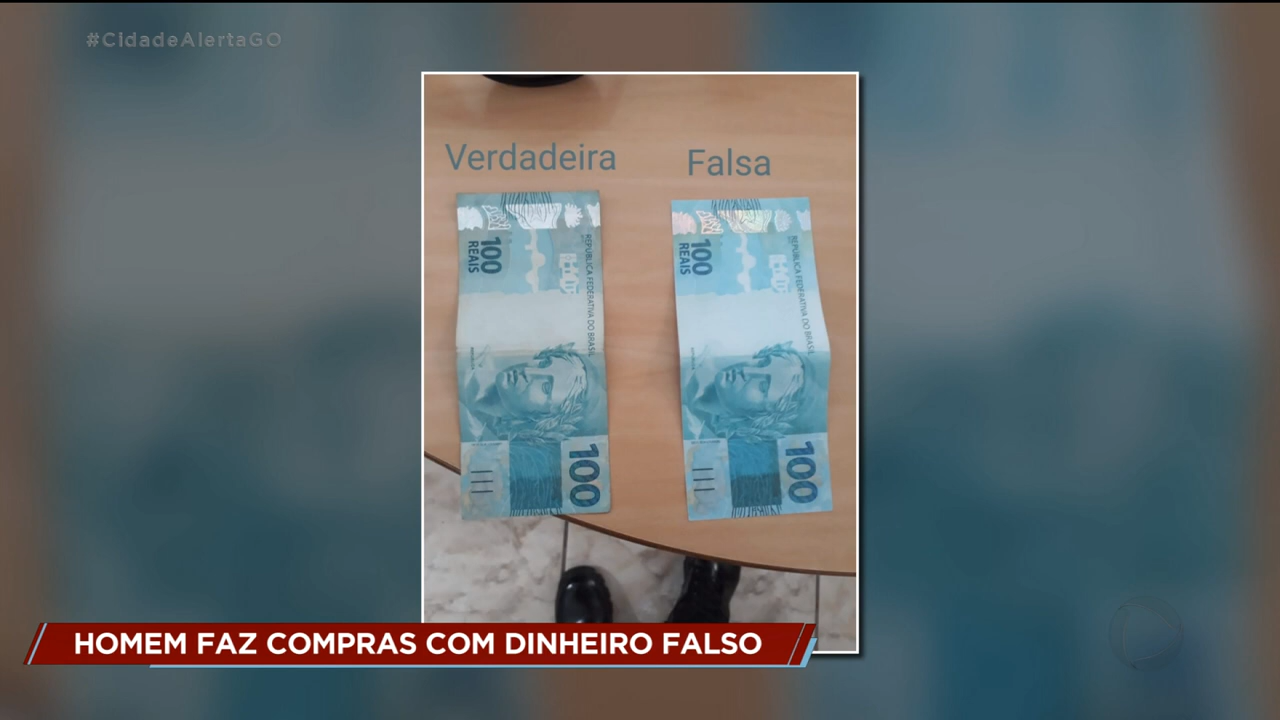 #CidadeAlertaGO
Verdadeira
Falsa
100
REAIS
REPÚBLICA FEDERATIVA DO BRASIL
100
100
REAIS
REPÚBLICA FEDERATIVA DO BRASIL
100
HOMEM FAZ COMPRAS COM DINHEIRO FALSO